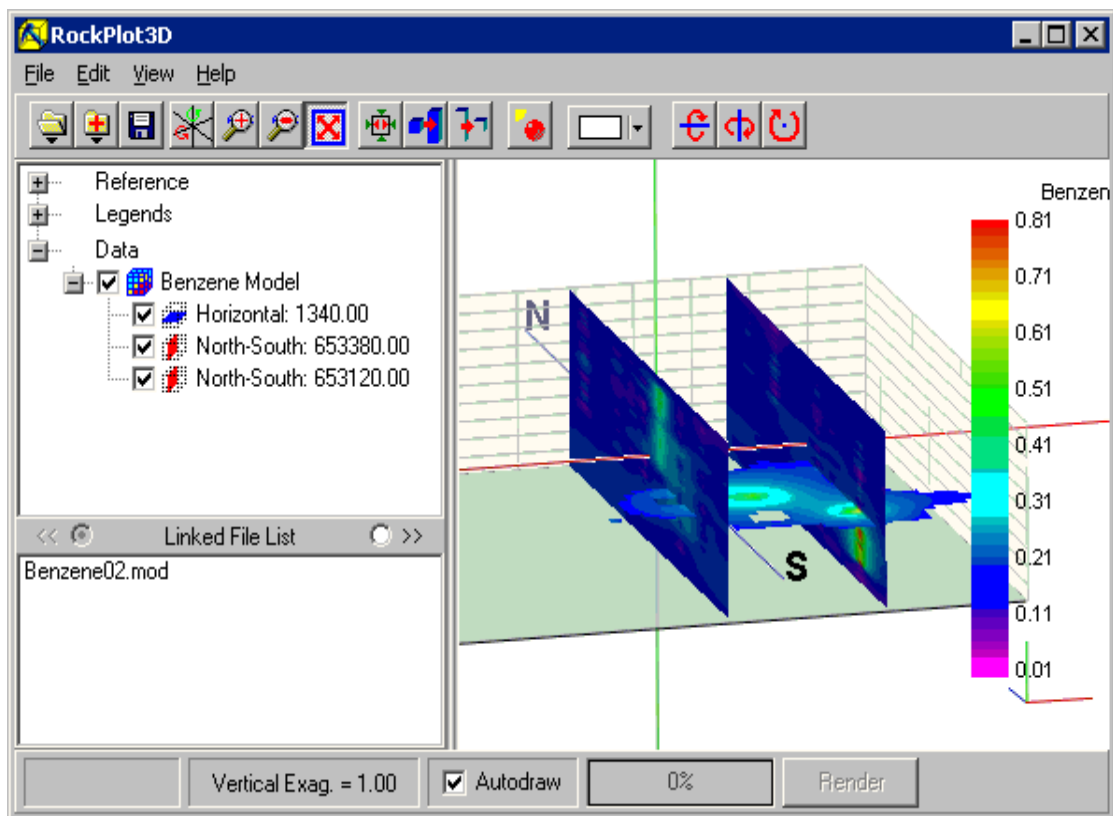 RockPlot3D
File Edit View Help
Reference
Legends
Data
Benzene Model
Horizontal: 1340.00
North-South: 653380.00
North-South: 653120.00
<< Linked File List >>
Benzene02.mod
N
S
Benzen
0.81
0.71
0.61
0.51
0.41
0.31
0.21
0.11
0.01
Vertical Exag. = 1.00 Autodraw 0% Render